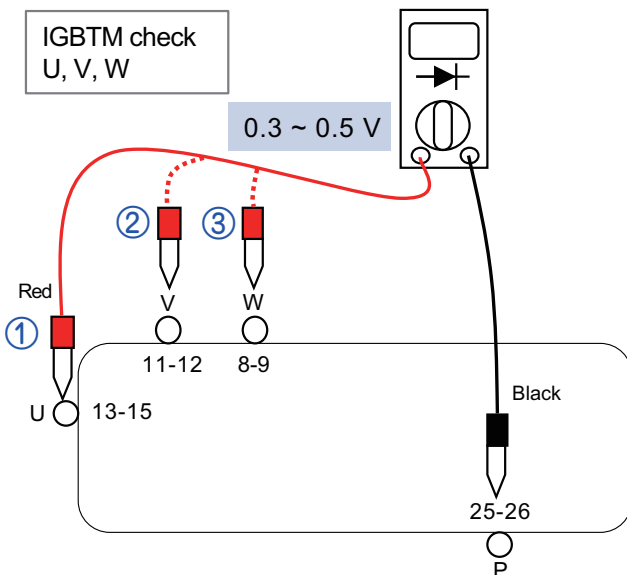 IGBTM check
U, V, W
0.3 ~ 0.5 V
② ③
Red
V W
①
11-12 8-9
U 13-15
Black
25-26
P